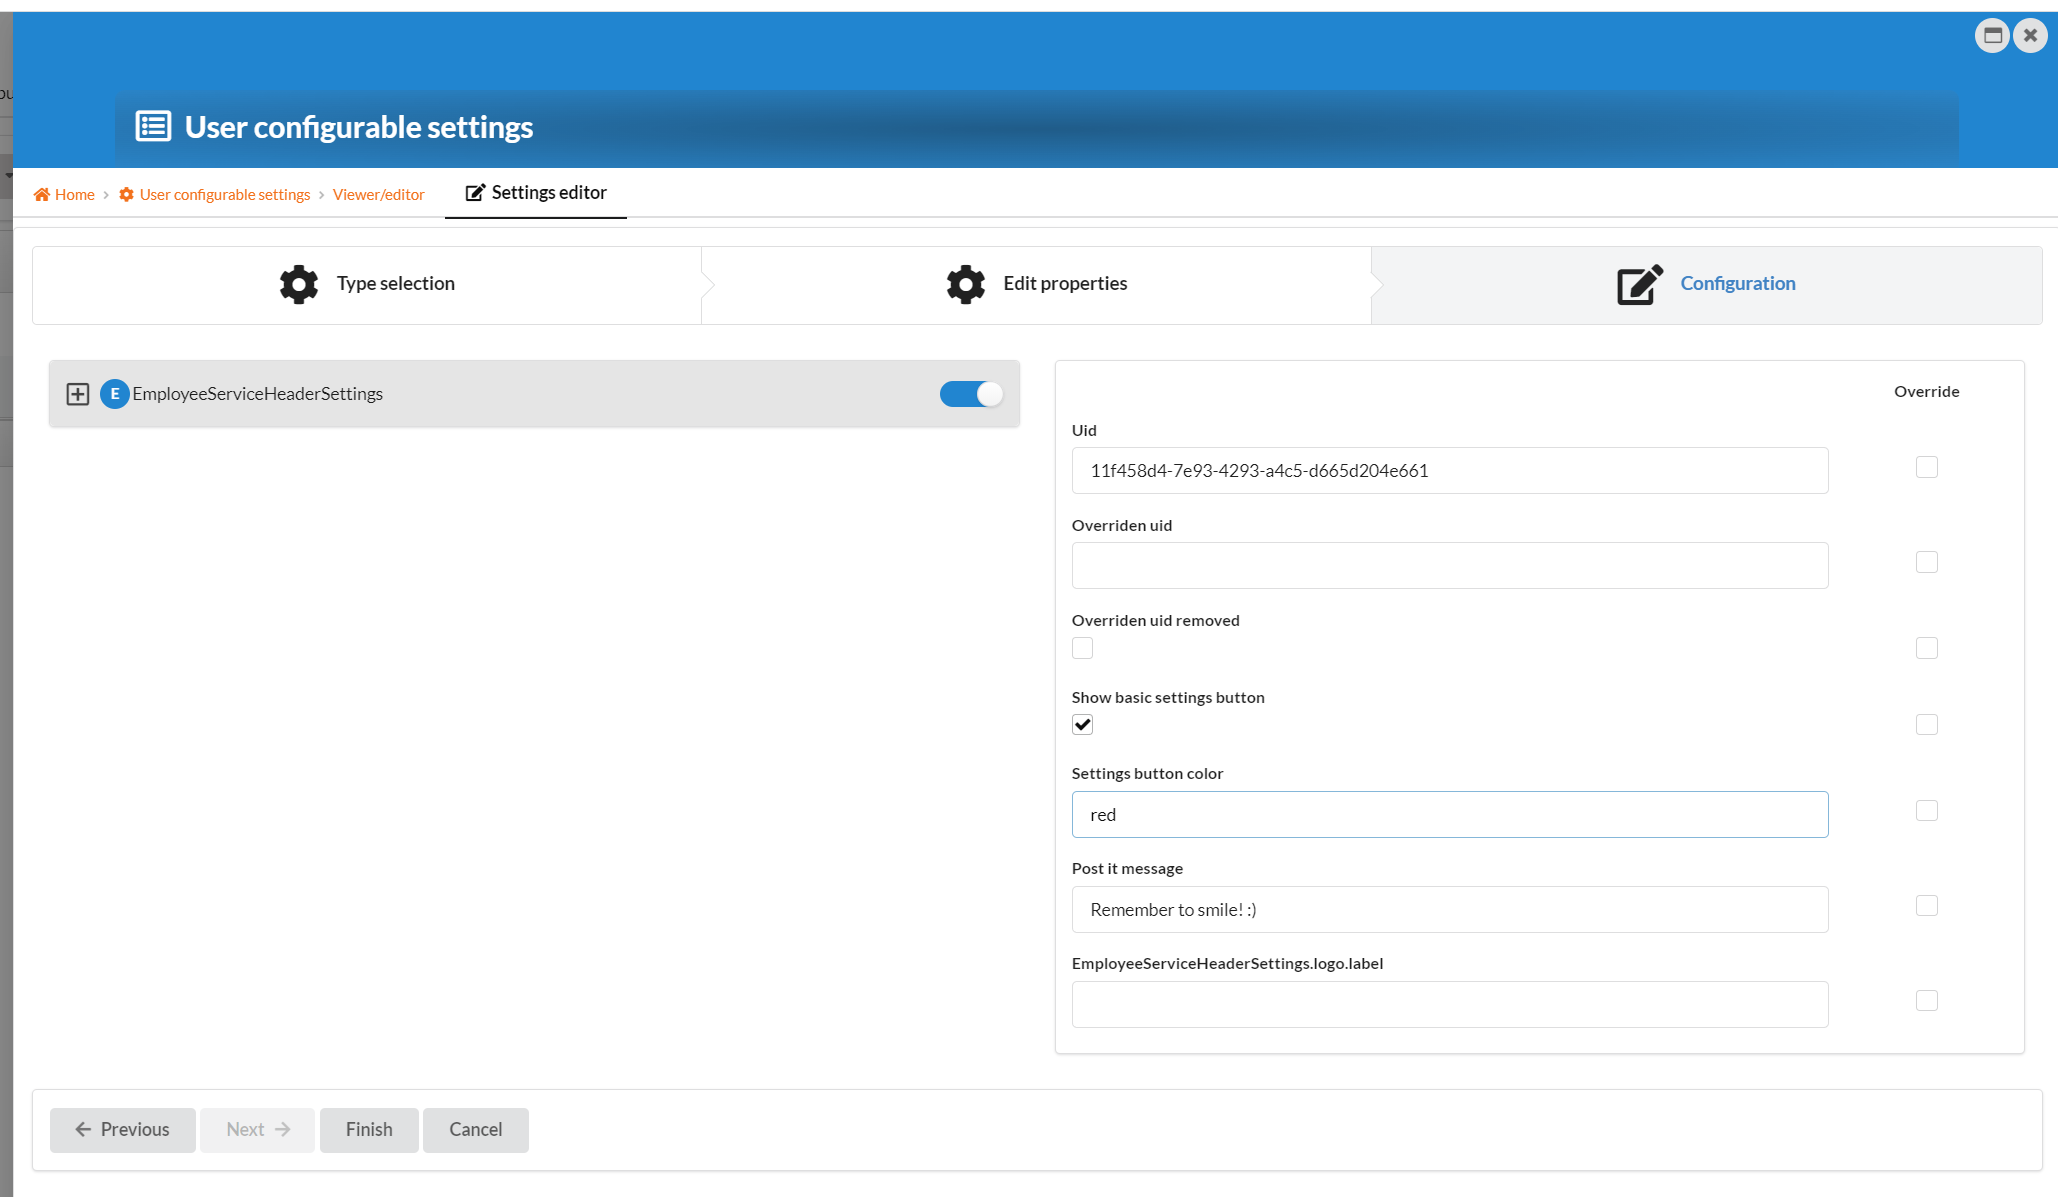 ou
User configurable settings
Home > User configurable settings > Viewer/editor Settings editor
Type selection Edit properties Configuration
E EmployeeServiceHeaderSettings
Override
Uid
11f458d4-7e93-4293-a4c5-d665d204e661
Overriden uid
Overriden uid removed
Show basic settings button
Settings button color
red
Post it message
Remember to smile! :)
EmployeeServiceHeaderSettings.logo.label
Previous Next Finish Cancel